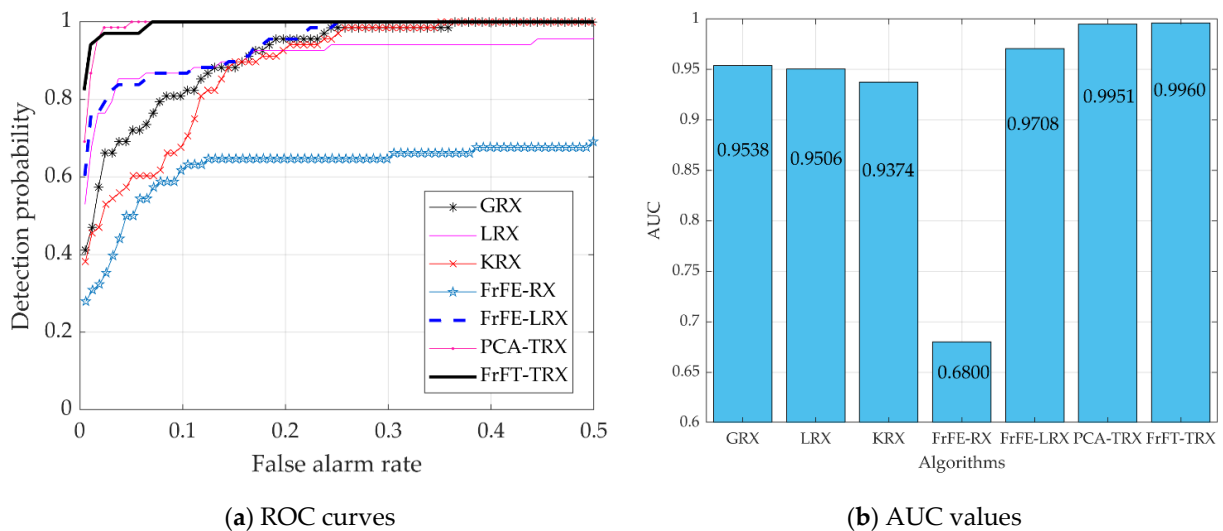 1
0.8
0.6
0.4
0.2
0
0
0.1
0.2
0.3
0.4
0.5
Detection probability
False alarm rate
GRX
LRX
KRX
FrFE-RX
FrFE-LRX
PCA-TRX
FrFT-TRX
(a) ROC curves
1
0.95
0.9
0.85
0.8
0.75
0.7
0.65
0.6
AUC
0.9538
0.9506
0.9374
0.6800
0.9708
0.9951
0.9960
GRX
LRX
KRX
FrFE-RX
FrFE-LRX
PCA-TRX
FrFT-TRX
Algorithms
(b) AUC values